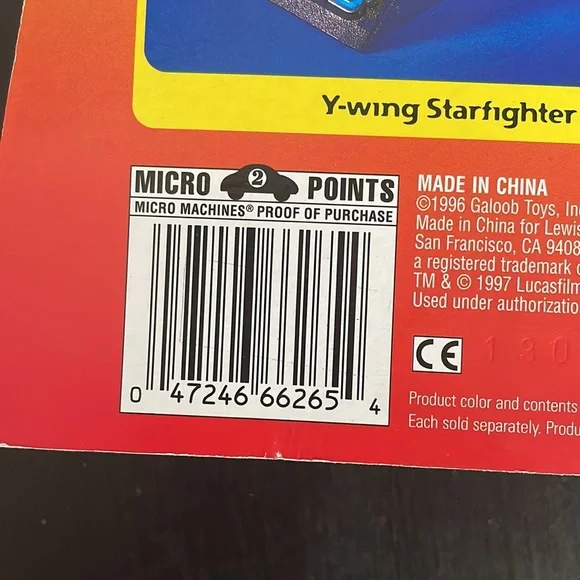 Y-wing Starfighter
MICRO 2 POINTS
MICRO MACHINES® PROOF OF PURCHASE
0 47246 66265 4
MADE IN CHINA
©1996 Galoob Toys, In
Made in China for Lewis
San Francisco, CA 9408
a registered trademark
TM & © 1997 Lucasfilm
Used under authorizatio
CE 130
Product color and contents
Each sold separately. Produ